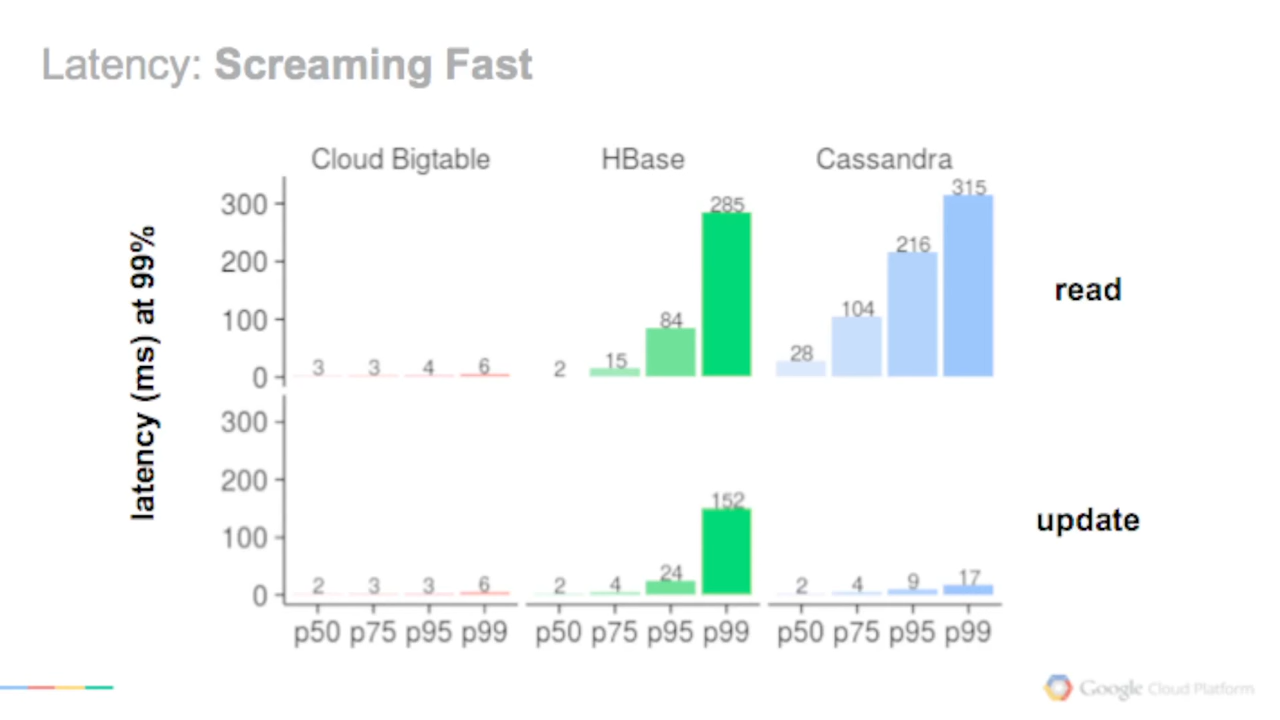 Latency: Screaming Fast
Cloud Bigtable HBase Cassandra
latency (ms) at 99%
300
200
100
0
3 3 4 6
2 15 84 285
28 104 216 315
read
300
200
100
0
2 3 3 6
2 4 24 152
2 4 9 17
update
p50 p75 p95 p99 p50 p75 p95 p99 p50 p75 p95 p99
Google Cloud Platform